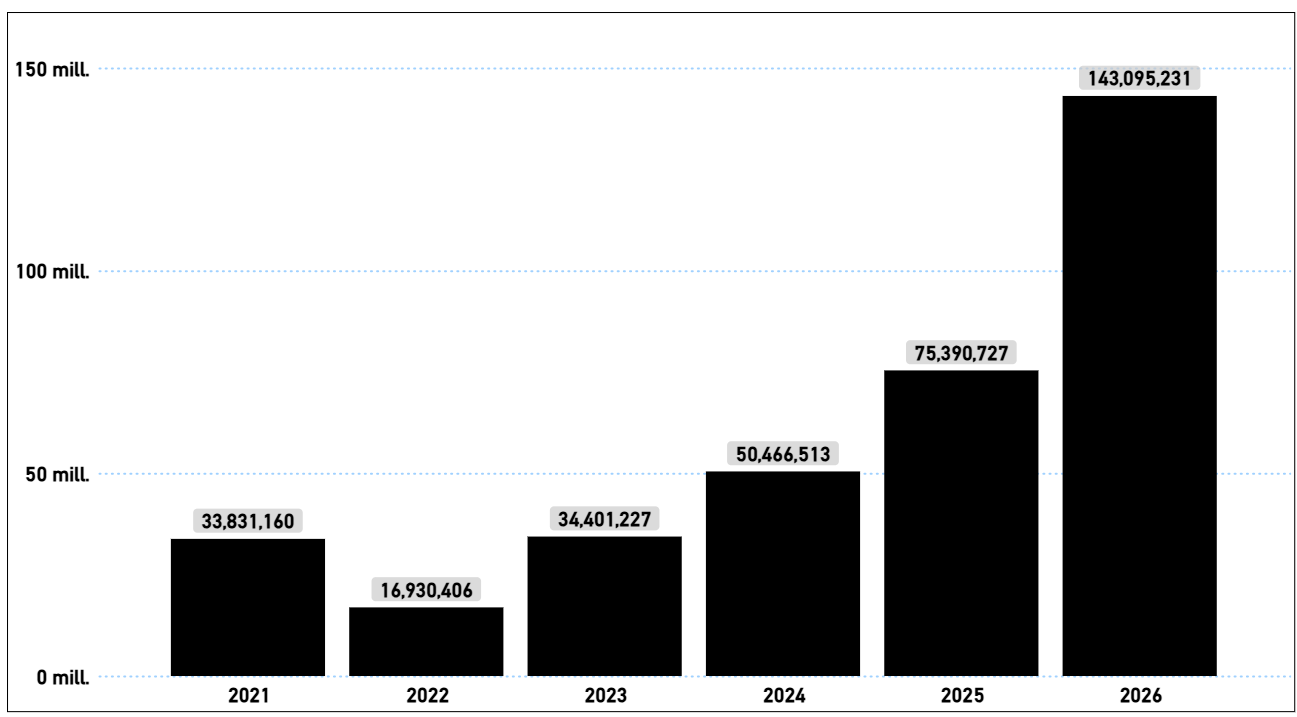 150 mill.
143,095,231
100 mill.
75,390,727
50,466,513
50 mill.
33,831,160
34,401,227
16,930,406
0 mill.
2021 2022 2023 2024 2025 2026